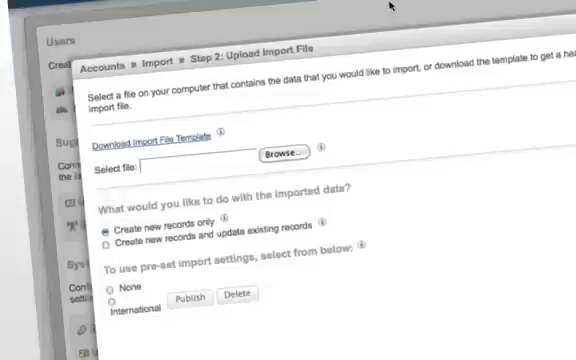 Users
Accounts » Import » Step 2: Upload Import File
Select a file on your computer that contains the data that you would like to import, or download the template to get a
import file.
Download Import File Template
Select file:
Browse...
What would you like to do with the imported data?
Create new records only
Create new records and update existing records
To use pre-set import settings, select from below:
None
International
Publish
Delete